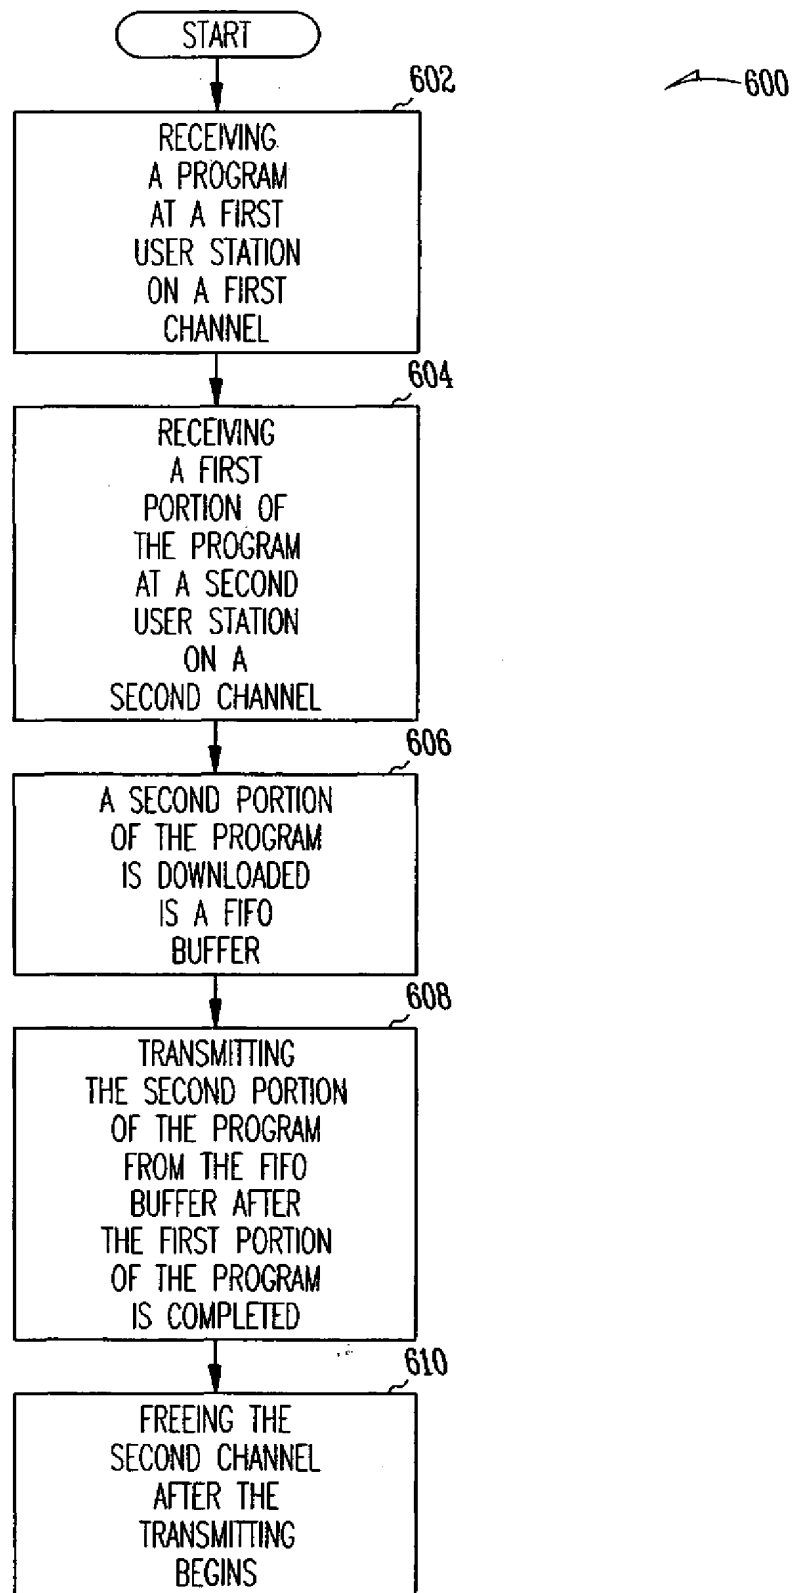 START
600
602
RECEIVING
A PROGRAM
AT A FIRST
USER STATION
ON A FIRST
CHANNEL
604
RECEIVING
A FIRST
PORTION OF
THE PROGRAM
AT A SECOND
USER STATION
ON A
SECOND CHANNEL
606
A SECOND PORTION
OF THE PROGRAM
IS DOWNLOADED
IS A FIFO
BUFFER
608
TRANSMITTING
THE SECOND PORTION
OF THE PROGRAM
FROM THE FIFO
BUFFER AFTER
THE FIRST PORTION
OF THE PROGRAM
IS COMPLETED
610
FREEING THE
SECOND CHANNEL
AFTER THE
TRANSMITTING
BEGINS